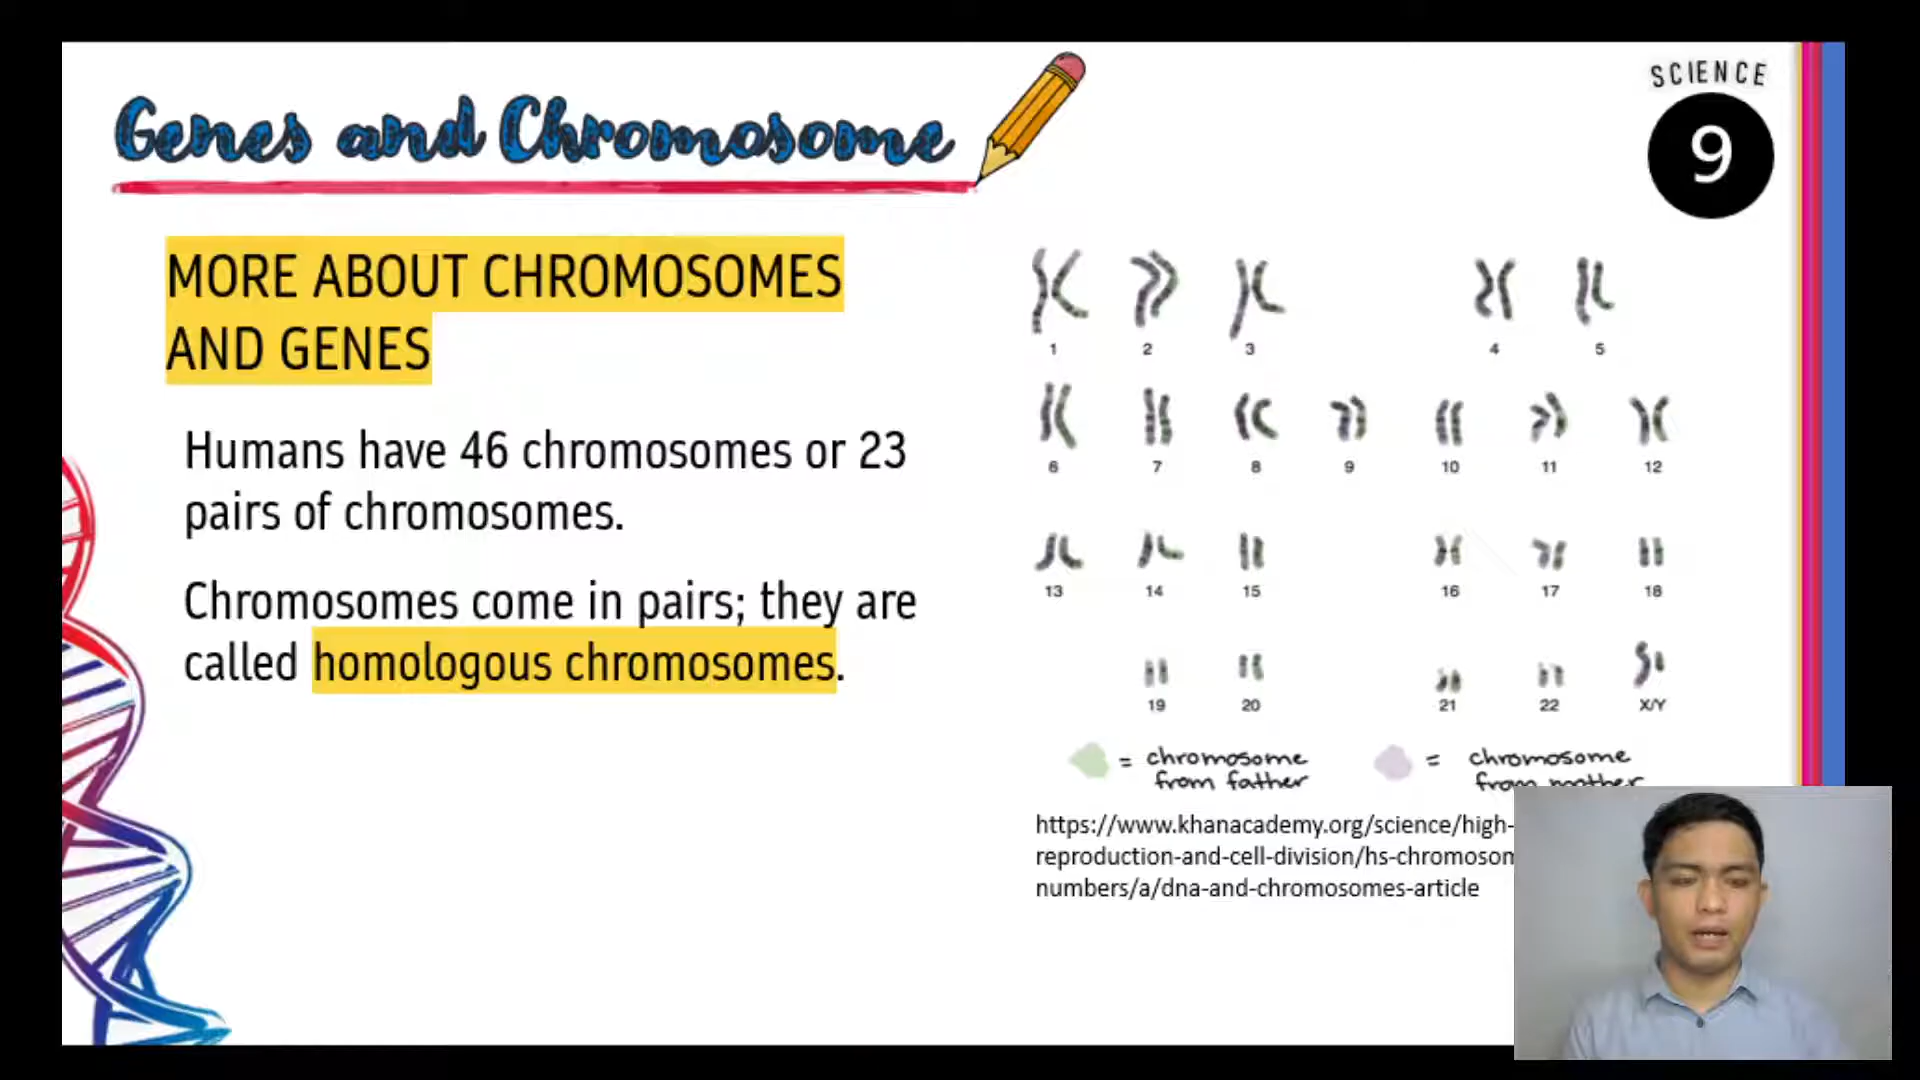 Genes and Chromosome
SCIENCE
9
MORE ABOUT CHROMOSOMES
AND GENES
Humans have 46 chromosomes or 23
pairs of chromosomes.
Chromosomes come in pairs; they are
called homologous chromosomes.
1 2 3 4 5
6 7 8 9 10 11 12
13 14 15 16 17 18
19 20 21 22 X/Y
= chromosome
from father
= chromosome
from mother
https://www.khanacademy.org/science/high-
reproduction-and-cell-division/hs-chromosom
numbers/a/dna-and-chromosomes-article